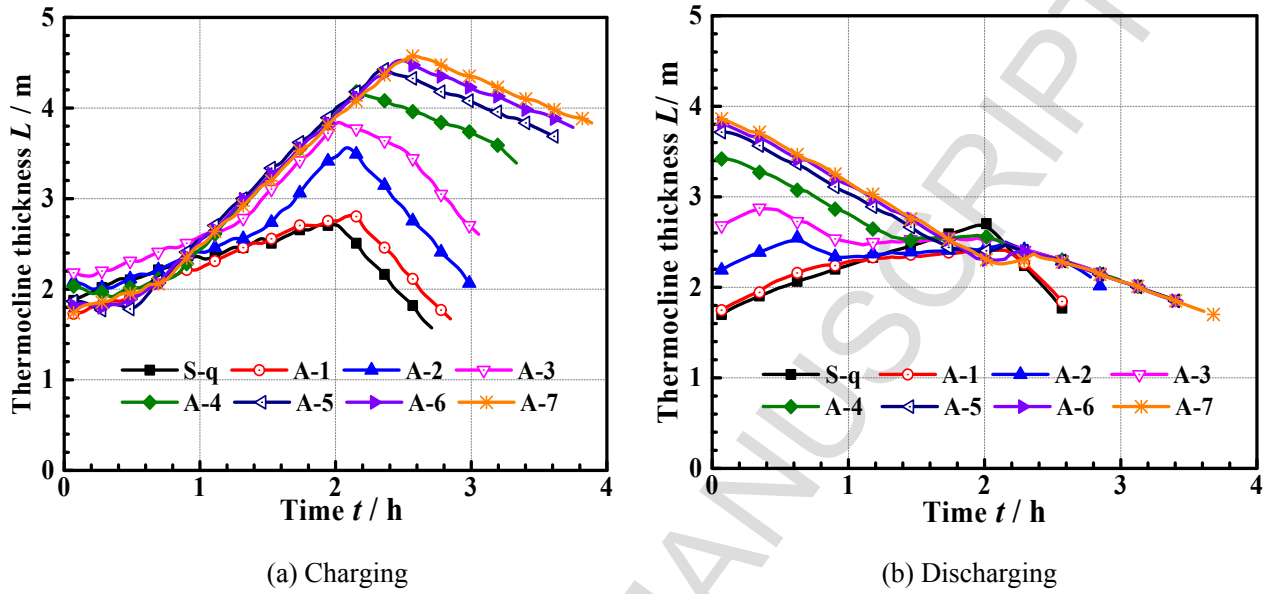 5
4
3
2
1
0
Thermocline thickness L / m
S-q A-1 A-2 A-3
A-4 A-5 A-6 A-7
0 1 2 3 4
Time t / h
(a) Charging
5
4
3
2
1
0
Thermocline thickness L / m
S-q A-1 A-2 A-3
A-4 A-5 A-6 A-7
0 1 2 3 4
Time t / h
(b) Discharging
MANUSCRIPT